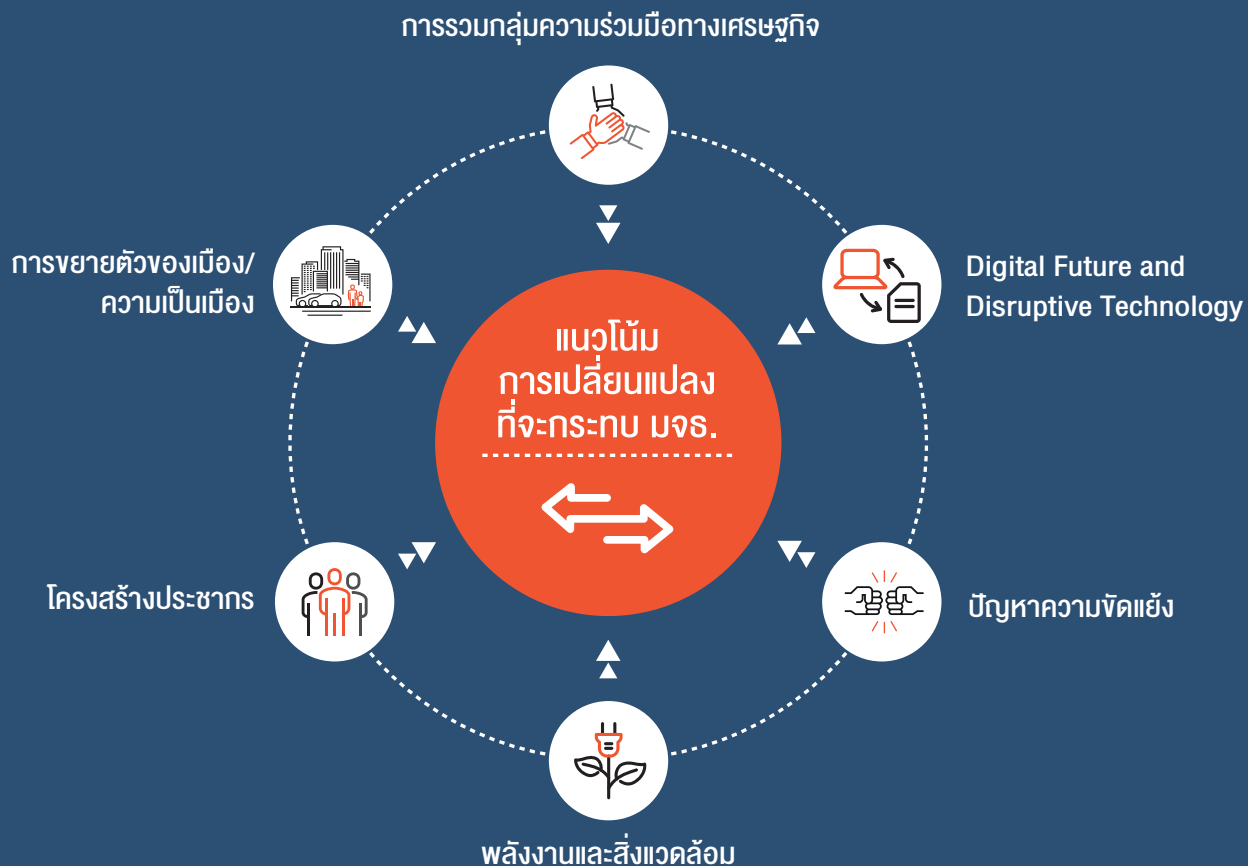 การรวมกลุ่มความร่วมมือทางเศรษฐกิจ
การขยายตัวของเมือง/
ความเป็นเมือง
Digital Future and
Disruptive Technology
แนวโน้ม
การเปลี่ยนแปลง
ที่จะกระทบ มจธ.
โครงสร้างประชากร
ปัญหาความขัดแย้ง
พลังงานและสิ่งแวดล้อม